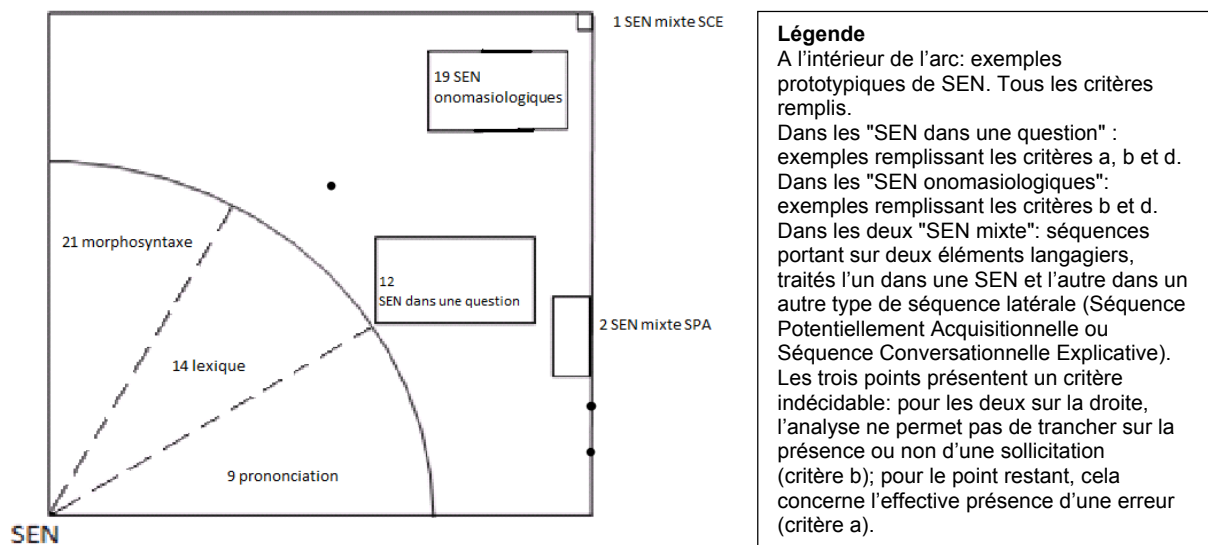 1 SEN mixte SCE
19 SEN
onomasiologiques
21 morphosyntaxe
12
SEN dans une question
2 SEN mixte SPA
14 lexique
9 prononciation
SEN
Légende
A l’intérieur de l’arc: exemples
prototypiques de SEN. Tous les critères
remplis.
Dans les "SEN dans une question" :
exemples remplissant les critères a, b et d.
Dans les "SEN onomasiologiques":
exemples remplissant les critères b et d.
Dans les deux "SEN mixte": séquences
portant sur deux éléments langagiers,
traités l’un dans une SEN et l’autre dans un
autre type de séquence latérale (Séquence
Potentiellement Acquisitionnelle ou
Séquence Conversationnelle Explicative).
Les trois points présentent un critère
indécidable: pour les deux sur la droite,
l’analyse ne permet pas de trancher sur la
présence ou non d’une sollicitation
(critère b); pour le point restant, cela
concerne l’effective présence d’une erreur
(critère a).